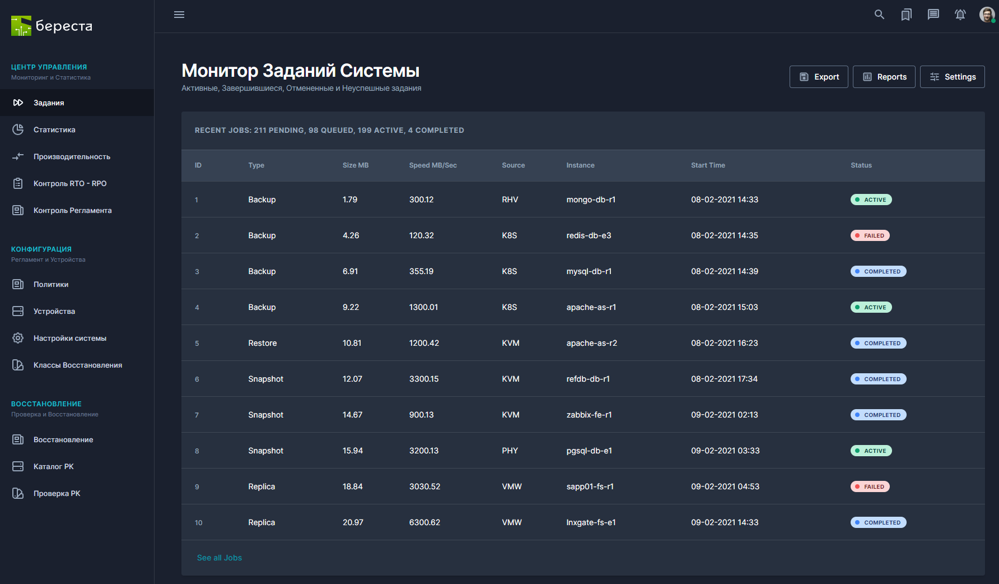 береста
ЦЕНТР УПРАВЛЕНИЯ
Мониторинг и Статистика
Задания
Статистика
Производительность
Контроль RTO - RPO
Контроль Регламента
КОНФИГУРАЦИЯ
Регламент и Устройства
Политики
Устройства
Настройки системы
Классы Восстановления
ВОССТАНОВЛЕНИЕ
Проверка и Восстановление
Восстановление
Каталог РК
Проверка РК
Монитор Заданий Системы
Активные, Завершившиеся, Отмененные и Неуспешные задания
Export Reports Settings
RECENT JOBS: 211 PENDING, 98 QUEUED, 199 ACTIVE, 4 COMPLETED
ID Type Size MB Speed MB/Sec Source Instance Start Time Status
1 Backup 1.79 300.12 RHV mongo-db-r1 08-02-2021 14:33 ACTIVE
2 Backup 4.26 120.32 K8S redis-db-e3 08-02-2021 14:35 FAILED
3 Backup 6.91 355.19 K8S mysql-db-r1 08-02-2021 14:39 COMPLETED
4 Backup 9.22 1300.01 K8S apache-as-r1 08-02-2021 15:03 ACTIVE
5 Restore 10.81 1200.42 KVM apache-as-r2 08-02-2021 16:23 COMPLETED
6 Snapshot 12.07 3300.15 KVM refdb-db-r1 08-02-2021 17:34 COMPLETED
7 Snapshot 14.67 900.13 KVM zabbix-fe-r1 09-02-2021 02:13 COMPLETED
8 Snapshot 15.94 3200.13 PHY pgsql-db-e1 09-02-2021 03:33 ACTIVE
9 Replica 18.84 3030.52 VMW sapp01-fs-r1 09-02-2021 04:53 FAILED
10 Replica 20.97 6300.62 VMW lnxgate-fs-e1 09-02-2021 14:33 COMPLETED
See all Jobs